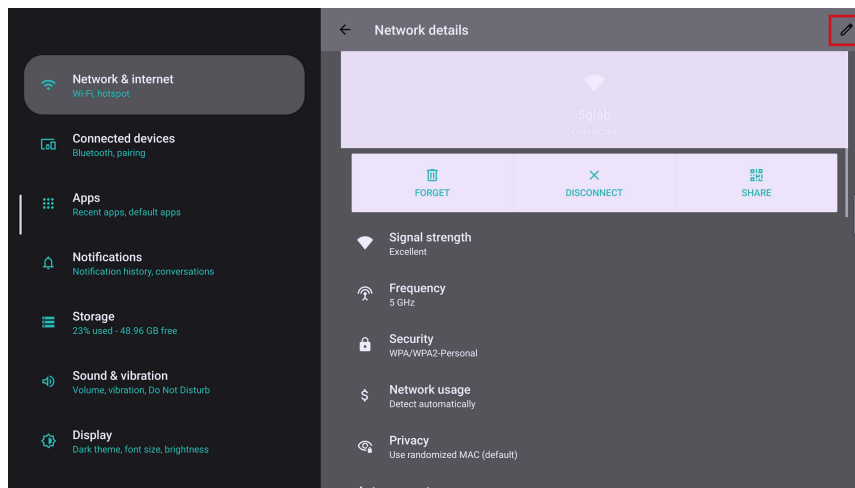 Network & internet
Wi-Fi, hotspot
Connected devices
Bluetooth, pairing
Apps
Recent apps, default apps
Notifications
Notification history, conversations
Storage
23% used - 48.96 GB free
Sound & vibration
Volume, vibration, Do Not Disturb
Display
Dark theme, font size, brightness
Network details
5glab
Connected
FORGET
DISCONNECT
SHARE
Signal strength
Excellent
Frequency
5 GHz
Security
WPA/WPA2-Personal
Network usage
Detect automatically
Privacy
Use randomized MAC (default)